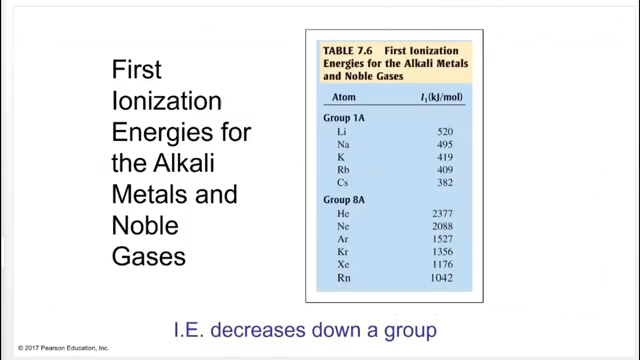 First
Ionization
Energies for
the Alkali
Metals and
Noble
Gases
TABLE 7.6 First Ionization
Energies for the Alkali Metals
and Noble Gases
Atom I₁(kJ/mol)
Group 1A
Li 520
Na 495
K 419
Rb 409
Cs 382
Group 8A
He 2377
Ne 2088
Ar 1527
Kr 1356
Xe 1176
Rn 1042
I.E. decreases down a group
© 2017 Pearson Education, Inc.